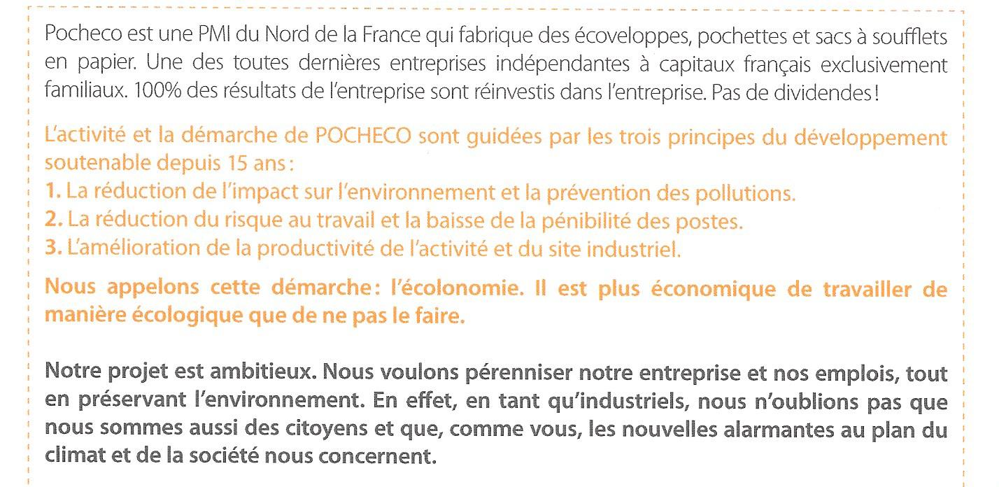 Pocheco est une PMI du Nord de la France qui fabrique des écoveloppes, pochettes et sacs à soufflets
en papier. Une des toutes dernières entreprises indépendantes à capitaux français exclusivement
familiaux. 100% des résultats de l'entreprise sont réinvestis dans l'entreprise. Pas de dividendes!
L'activité et la démarche de POCHECO sont guidées par les trois principes du développement
soutenable depuis 15 ans :
1. La réduction de l'impact sur l'environnement et la prévention des pollutions.
2. La réduction du risque au travail et la baisse de la pénibilité des postes.
3. L'amélioration de la productivité de l'activité et du site industriel.
Nous appelons cette démarche : l'écolonomie. Il est plus économique de travailler de
manière écologique que de ne pas le faire.
Notre projet est ambitieux. Nous voulons pérenniser notre entreprise et nos emplois, tout
en préservant l'environnement. En effet, en tant qu'industriels, nous n'oublions pas que
nous sommes aussi des citoyens et que, comme vous, les nouvelles alarmantes au plan du
climat et de la société nous concernent.